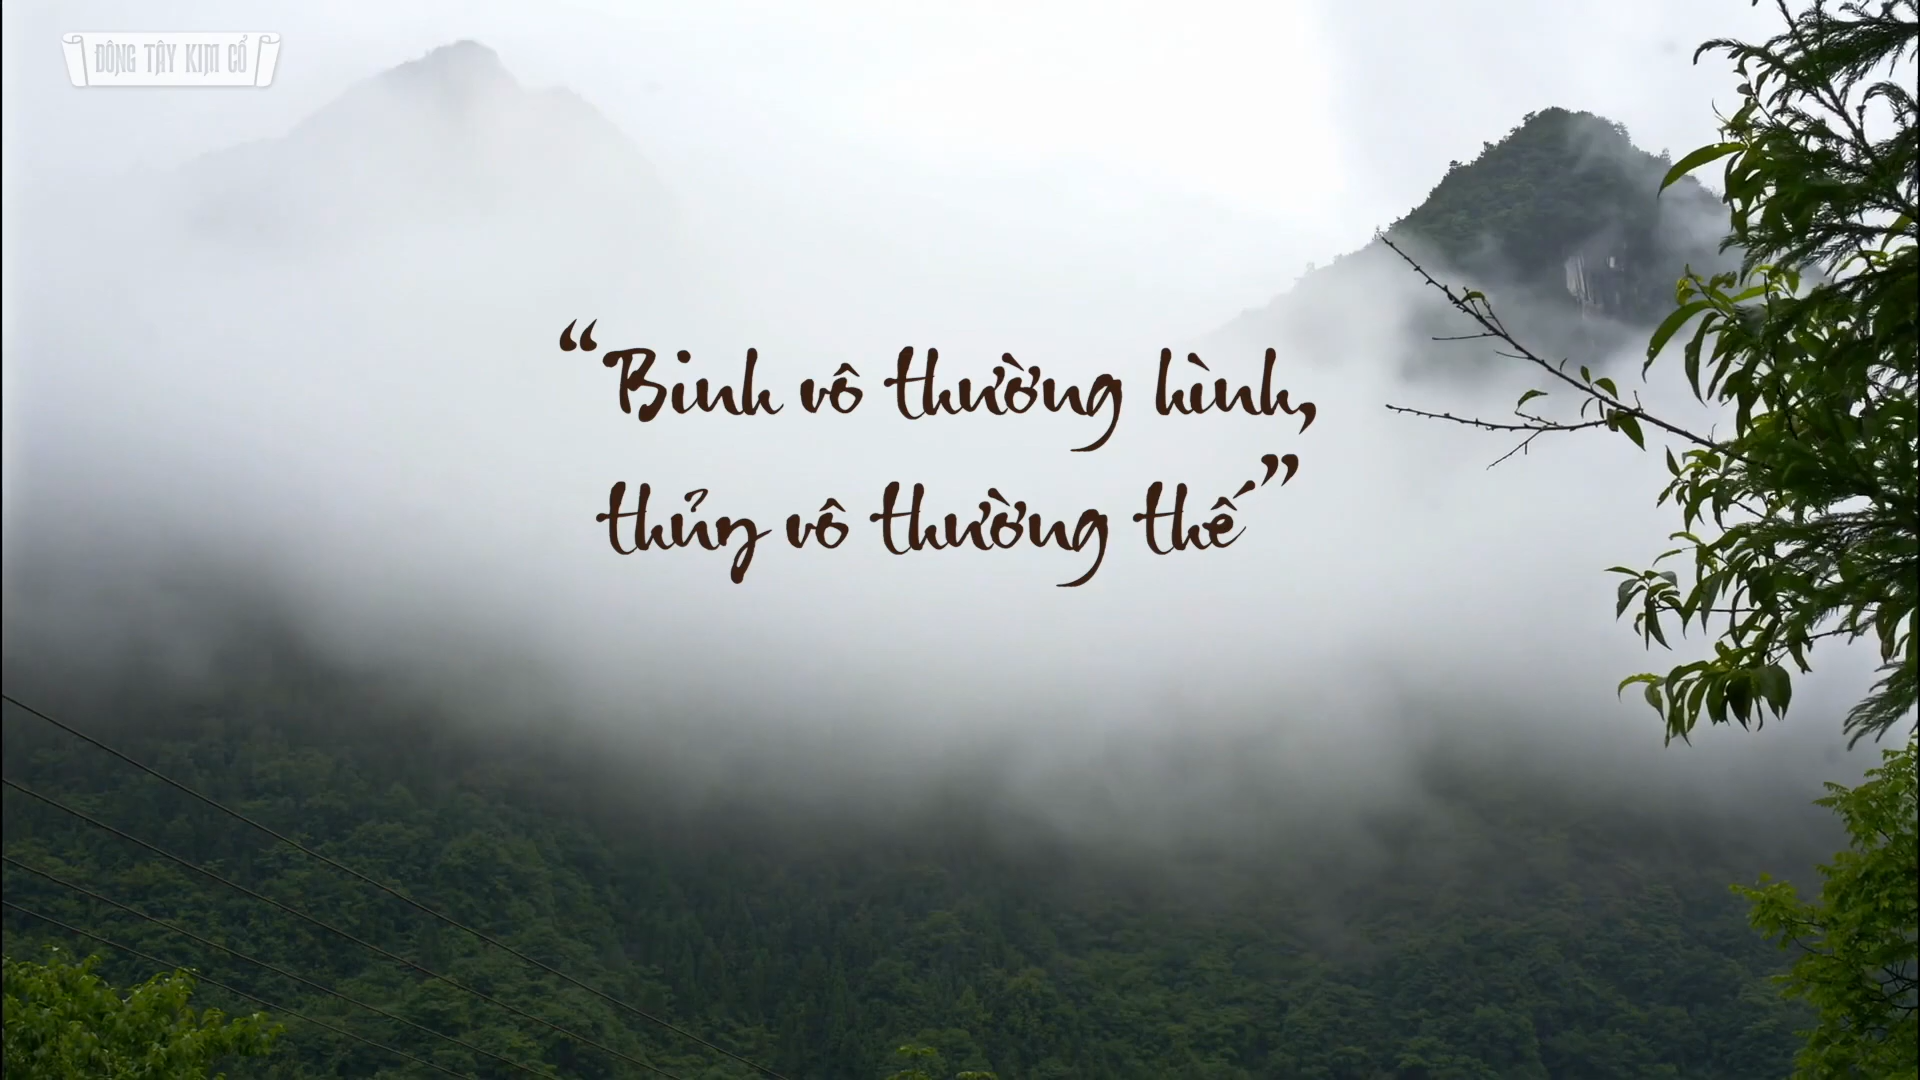 ĐÔNG TÂY KIM CỔ
“Binh vô thường hình,
thủy vô thường thế”